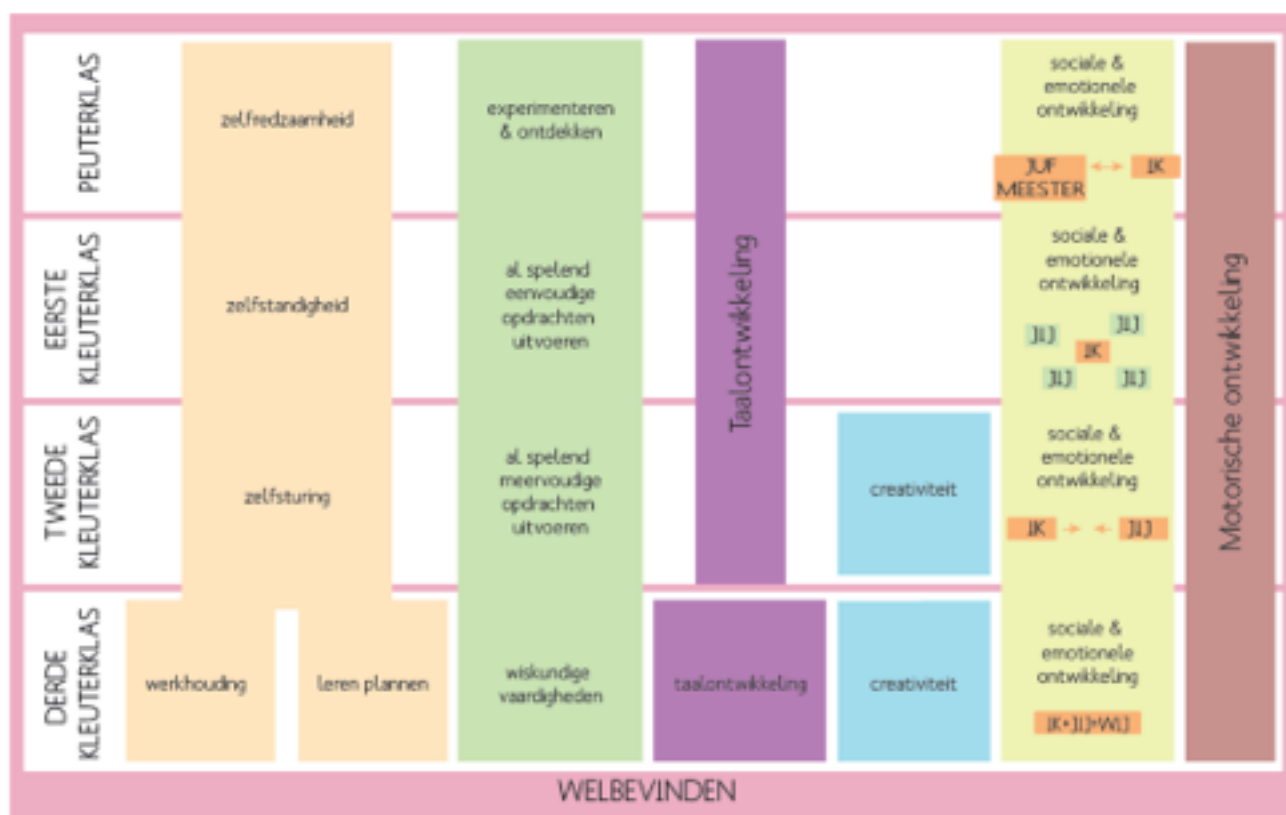 PEUTERKLAS
zelfredzaamheid
experimenteren
& ontdekken
sociale &
emotionele
ontwikkeling
JUF
MEESTER
IK
EERSTE
KLEUTERKLAS
zelfstandigheid
al spelend
eenvoudige
opdrachten
uitvoeren
Taalontwikkeling
sociale &
emotionele
ontwikkeling
JIJ
JIJ
IK
JIJ
JIJ
Motorische ontwikkeling
TWEEDE
KLEUTERKLAS
zelfsturing
al spelend
meervoudige
opdrachten
uitvoeren
creativiteit
sociale &
emotionele
ontwikkeling
IK
JIJ
DERDE
KLEUTERKLAS
werkhouding
leren plannen
wiskundige
vaardigheden
taalontwikkeling
creativiteit
sociale &
emotionele
ontwikkeling
IK+JIJ=WIJ
WELBEVINDEN